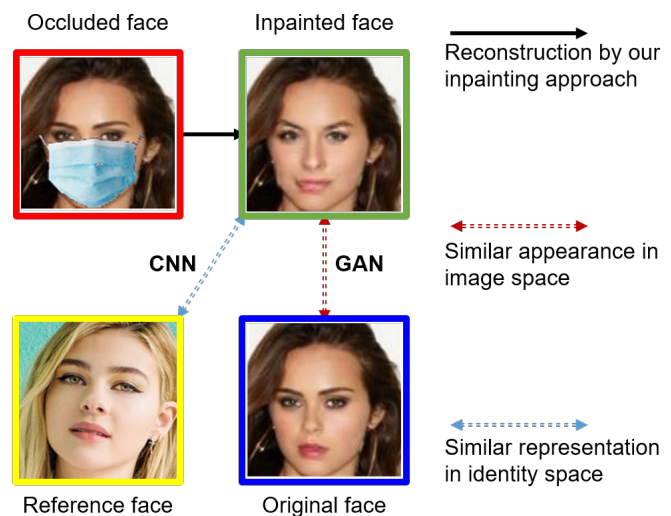 Occluded face
Inpainted face
Reconstruction by our
inpainting approach
CNN
GAN
Similar appearance in
image space
Similar representation
in identity space
Reference face
Original face